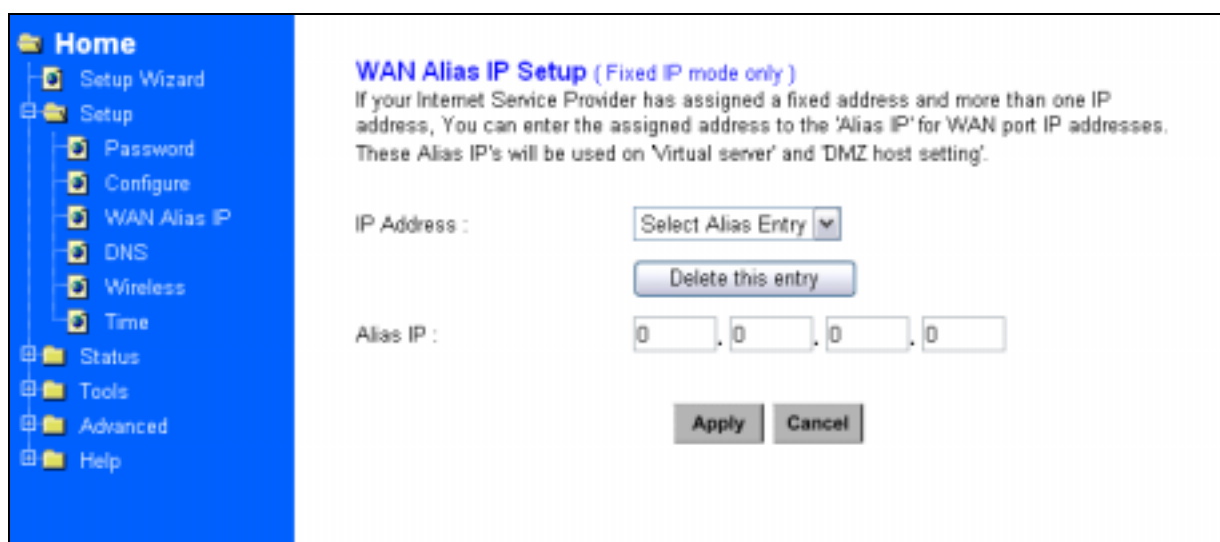 Home
Setup Wizard
Setup
Password
Configure
WAN Alias IP
DNS
Wireless
Time
Status
Tools
Advanced
Help
WAN Alias IP Setup ( Fixed IP mode only )
If your Internet Service Provider has assigned a fixed address and more than one IP
address, You can enter the assigned address to the 'Alias IP' for WAN port IP addresses.
These Alias IP's will be used on 'Virtual server' and 'DMZ host setting'.
IP Address : Select Alias Entry
Delete this entry
Alias IP : 0 . 0 . 0 . 0
Apply Cancel